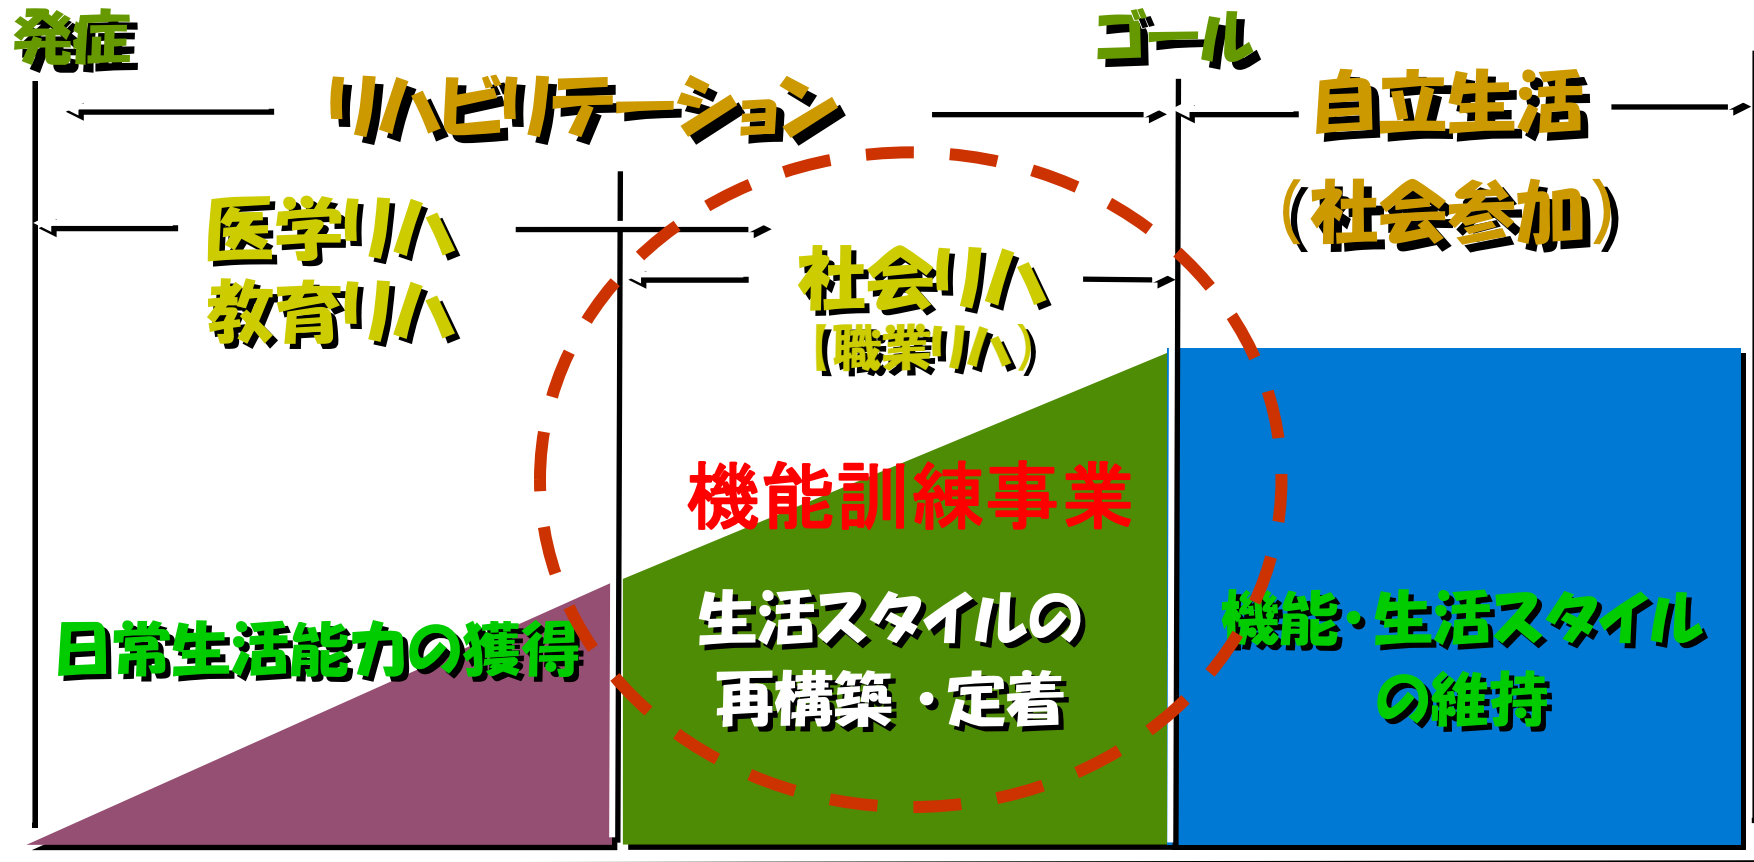 発症
ゴール
リハビリテーション
自立生活
（社会参加）
医学リハ
教育リハ
社会リハ
（職業リハ）
機能訓練事業
日常生活能力の獲得
生活スタイルの
再構築・定着
機能・生活スタイル
の維持